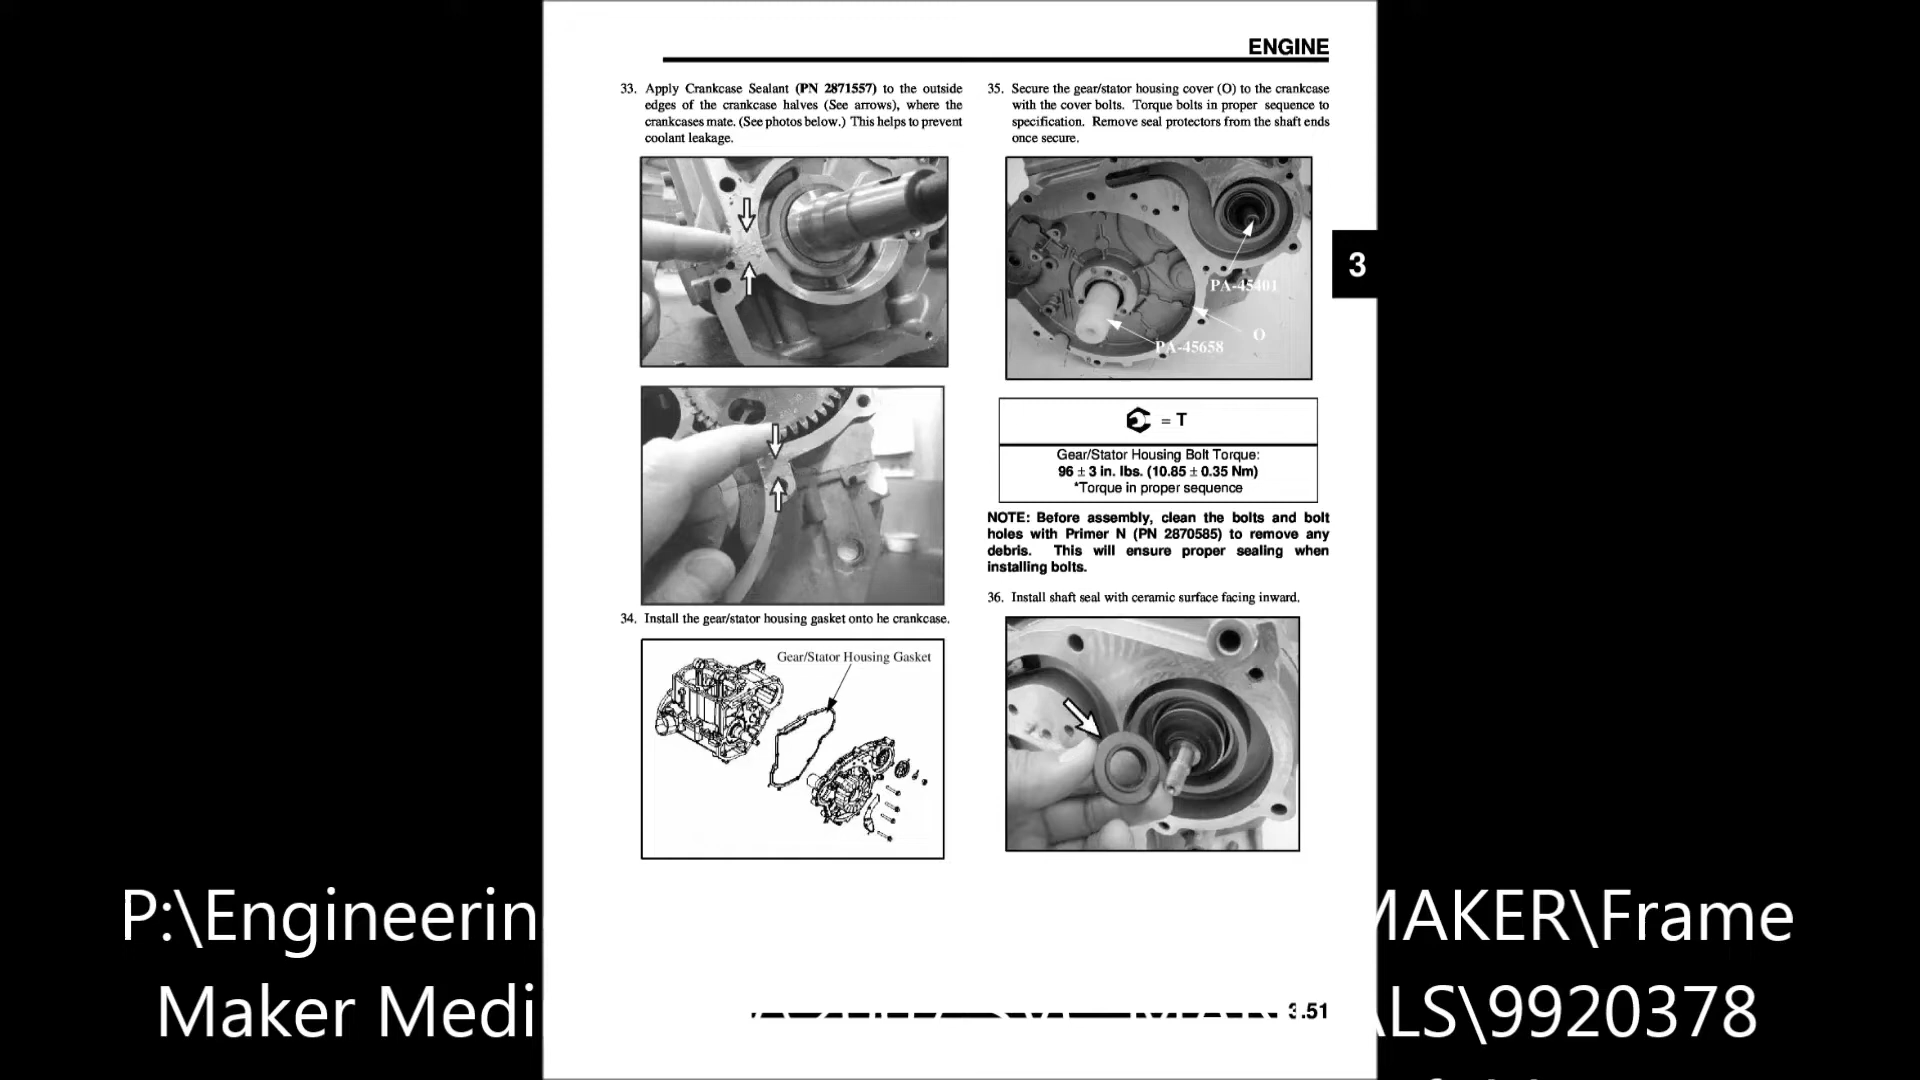 ENGINE
33. Apply Crankcase Sealant (PN 2871557) to the outside
edges of the crankcase halves (See arrows), where the
crankcases mate. (See photos below.) This helps to prevent
coolant leakage.
34. Install the gear/stator housing gasket onto he crankcase.
Gear/Stator Housing Gasket
35. Secure the gear/stator housing cover (O) to the crankcase
with the cover bolts. Torque bolts in proper sequence to
specification. Remove seal protectors from the shaft ends
once secure.
PA-45401
O
PA-45658
= T
Gear/Stator Housing Bolt Torque:
96 ± 3 in. lbs. (10.85 ± 0.35 Nm)
*Torque in proper sequence
NOTE: Before assembly, clean the bolts and bolt
holes with Primer N (PN 2870585) to remove any
debris. This will ensure proper sealing when
installing bolts.
36. Install shaft seal with ceramic surface facing inward.
3
3.51
P:\Engineerin MAKER\Frame
Maker Medi ALS\9920378